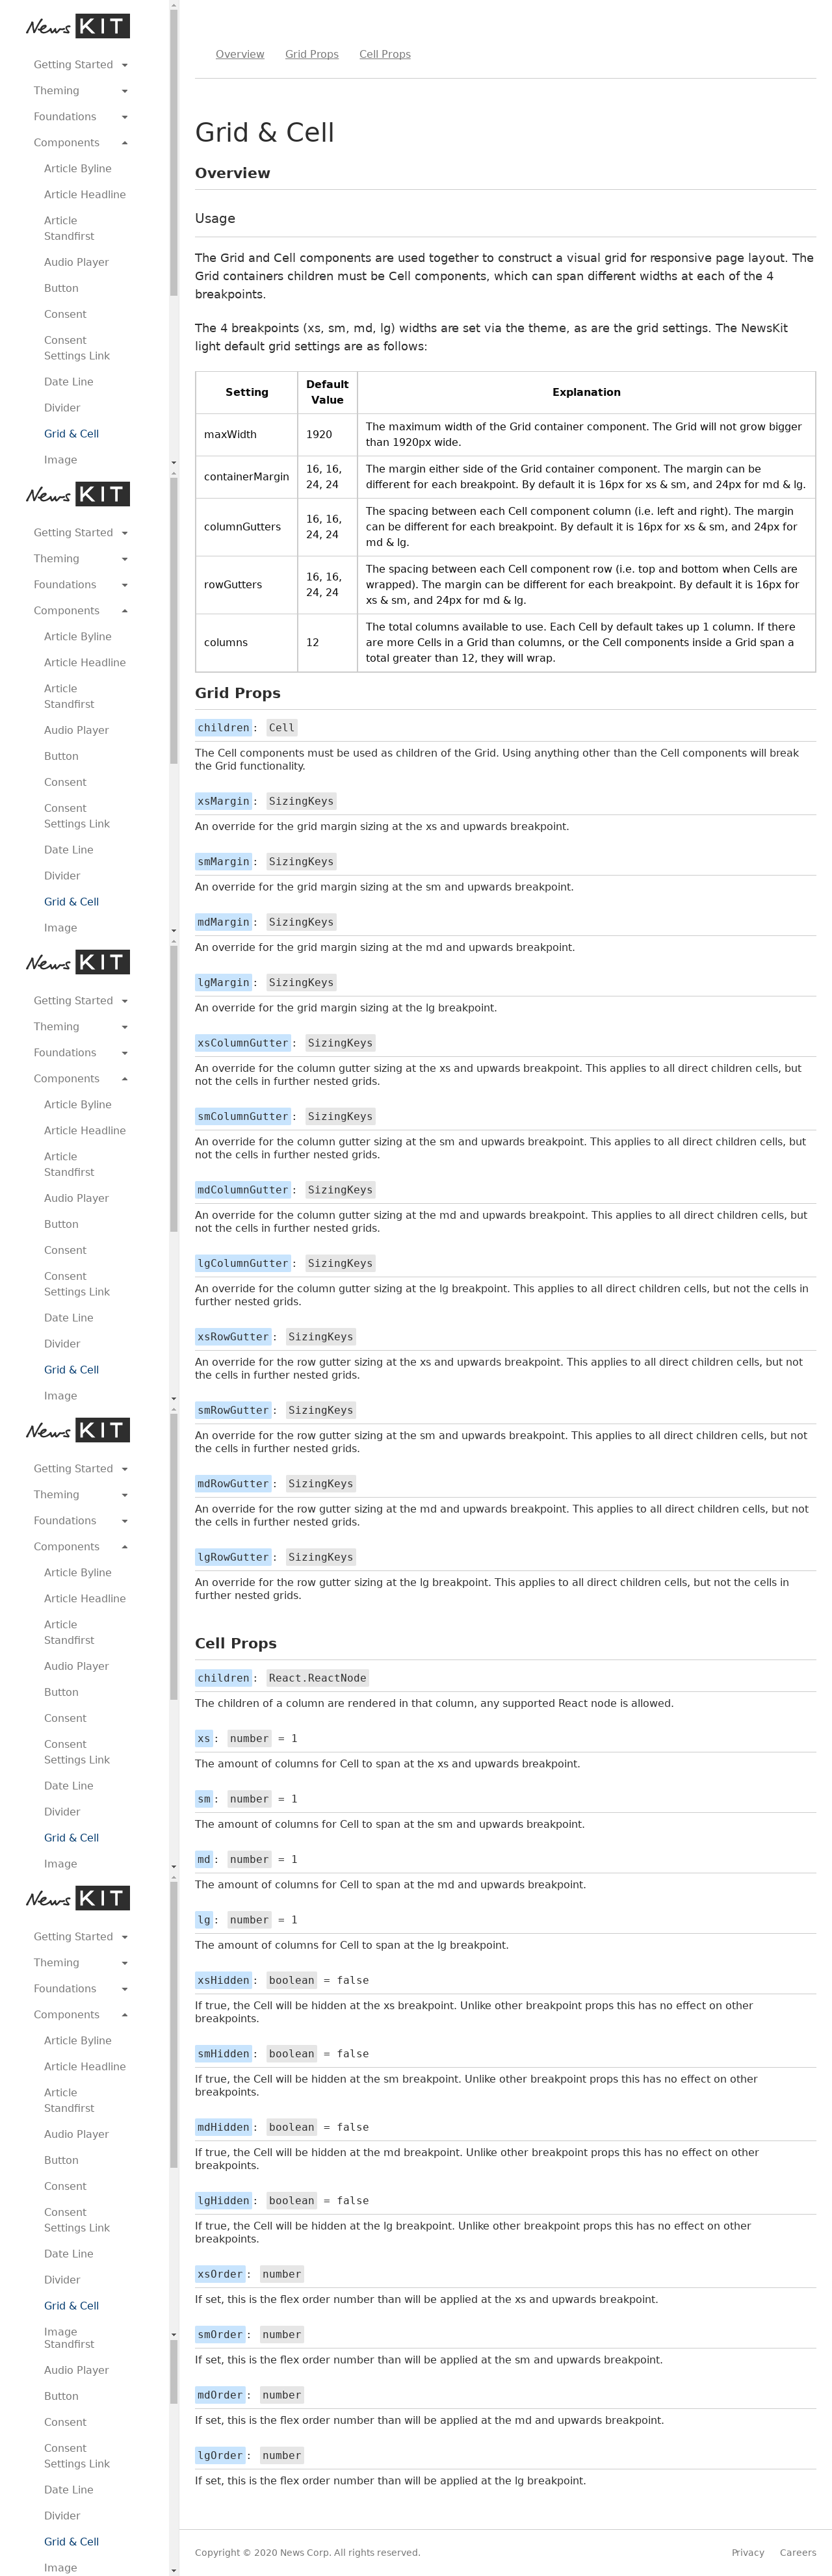 News KIT
Getting Started
Theming
Foundations
Components
Article Byline
Article Headline
Article
Standfirst
Audio Player
Button
Consent
Consent
Settings Link
Date Line
Divider
Grid & Cell
Image
News KIT
Getting Started
Theming
Foundations
Components
Article Byline
Article Headline
Article
Standfirst
Audio Player
Button
Consent
Consent
Settings Link
Date Line
Divider
Grid & Cell
Image
News KIT
Getting Started
Theming
Foundations
Components
Article Byline
Article Headline
Article
Standfirst
Audio Player
Button
Consent
Consent
Settings Link
Date Line
Divider
Grid & Cell
Image
News KIT
Getting Started
Theming
Foundations
Components
Article Byline
Article Headline
Article
Standfirst
Audio Player
Button
Consent
Consent
Settings Link
Date Line
Divider
Grid & Cell
Image
News KIT
Getting Started
Theming
Foundations
Components
Article Byline
Article Headline
Article
Standfirst
Audio Player
Button
Consent
Consent
Settings Link
Date Line
Divider
Grid & Cell
Image
Standfirst
Audio Player
Button
Consent
Consent
Settings Link
Date Line
Divider
Grid & Cell
Image
Overview Grid Props Cell Props
Grid & Cell
Overview
Usage
The Grid and Cell components are used together to construct a visual grid for responsive page layout. The
Grid containers children must be Cell components, which can span different widths at each of the 4
breakpoints.
The 4 breakpoints (xs, sm, md, lg) widths are set via the theme, as are the grid settings. The NewsKit
light default grid settings are as follows:
Setting
Default
Value
Explanation
maxWidth
1920
The maximum width of the Grid container component. The Grid will not grow bigger
than 1920px wide.
containerMargin
16, 16,
24, 24
The margin either side of the Grid container component. The margin can be
different for each breakpoint. By default it is 16px for xs & sm, and 24px for md & lg.
columnGutters
16, 16,
24, 24
The spacing between each Cell component column (i.e. left and right). The margin
can be different for each breakpoint. By default it is 16px for xs & sm, and 24px for
md & lg.
rowGutters
16, 16,
24, 24
The spacing between each Cell component row (i.e. top and bottom when Cells are
wrapped). The margin can be different for each breakpoint. By default it is 16px for
xs & sm, and 24px for md & lg.
columns
12
The total columns available to use. Each Cell by default takes up 1 column. If there
are more Cells in a Grid than columns, or the Cell components inside a Grid span a
total greater than 12, they will wrap.
Grid Props
children: Cell
The Cell components must be used as children of the Grid. Using anything other than the Cell components will break
the Grid functionality.
xsMargin: SizingKeys
An override for the grid margin sizing at the xs and upwards breakpoint.
smMargin: SizingKeys
An override for the grid margin sizing at the sm and upwards breakpoint.
mdMargin: SizingKeys
An override for the grid margin sizing at the md and upwards breakpoint.
lgMargin: SizingKeys
An override for the grid margin sizing at the lg breakpoint.
xsColumnGutter: SizingKeys
An override for the column gutter sizing at the xs and upwards breakpoint. This applies to all direct children cells, but
not the cells in further nested grids.
smColumnGutter: SizingKeys
An override for the column gutter sizing at the sm and upwards breakpoint. This applies to all direct children cells, but
not the cells in further nested grids.
mdColumnGutter: SizingKeys
An override for the column gutter sizing at the md and upwards breakpoint. This applies to all direct children cells, but
not the cells in further nested grids.
lgColumnGutter: SizingKeys
An override for the column gutter sizing at the lg breakpoint. This applies to all direct children cells, but not the cells in
further nested grids.
xsRowGutter: SizingKeys
An override for the row gutter sizing at the xs and upwards breakpoint. This applies to all direct children cells, but not
the cells in further nested grids.
smRowGutter: SizingKeys
An override for the row gutter sizing at the sm and upwards breakpoint. This applies to all direct children cells, but not
the cells in further nested grids.
mdRowGutter: SizingKeys
An override for the row gutter sizing at the md and upwards breakpoint. This applies to all direct children cells, but not
the cells in further nested grids.
lgRowGutter: SizingKeys
An override for the row gutter sizing at the lg breakpoint. This applies to all direct children cells, but not the cells in
further nested grids.
Cell Props
children: React.ReactNode
The children of a column are rendered in that column, any supported React node is allowed.
xs: number = 1
The amount of columns for Cell to span at the xs and upwards breakpoint.
sm: number = 1
The amount of columns for Cell to span at the sm and upwards breakpoint.
md: number = 1
The amount of columns for Cell to span at the md and upwards breakpoint.
lg: number = 1
The amount of columns for Cell to span at the lg breakpoint.
xsHidden: boolean = false
If true, the Cell will be hidden at the xs breakpoint. Unlike other breakpoint props this has no effect on other
breakpoints.
smHidden: boolean = false
If true, the Cell will be hidden at the sm breakpoint. Unlike other breakpoint props this has no effect on other
breakpoints.
mdHidden: boolean = false
If true, the Cell will be hidden at the md breakpoint. Unlike other breakpoint props this has no effect on other
breakpoints.
lgHidden: boolean = false
If true, the Cell will be hidden at the lg breakpoint. Unlike other breakpoint props this has no effect on other
breakpoints.
xsOrder: number
If set, this is the flex order number than will be applied at the xs and upwards breakpoint.
smOrder: number
If set, this is the flex order number than will be applied at the sm and upwards breakpoint.
mdOrder: number
If set, this is the flex order number than will be applied at the md and upwards breakpoint.
lgOrder: number
If set, this is the flex order number than will be applied at the lg breakpoint.
Copyright © 2020 News Corp. All rights reserved. Privacy Careers